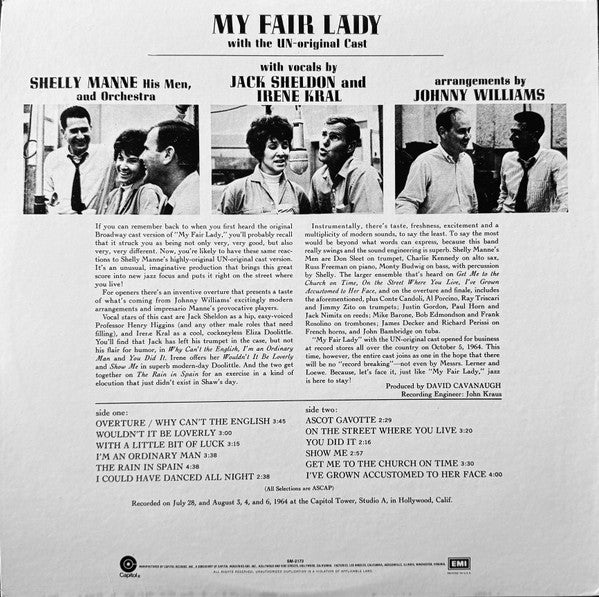 MY FAIR LADY
with the UN-original Cast
SHELLY MANNE His Men,
and Orchestra
with vocals by
JACK SHELDON and
IRENE KRAL
arrangements by
JOHNNY WILLIAMS
If you can remember back to when you first heard the original
Broadway cast version of "My Fair Lady," you'll probably recall
that it struck you as being not only very, very good, but also
very, very different. Now, you're likely to have these same reac-
tions to Shelly Manne's highly-original UN-original cast version.
It's an unusual, imaginative production that brings this great
score into new jazz focus and puts it right on the street where
you live!
For openers there's an inventive overture that presents a taste
of what's coming from Johnny Williams' excitingly modern
arrangements and impresario Manne's provocative players.
Vocal stars of this cast are Jack Sheldon as a hip, easy-voiced
Professor Henry Higgins (and any other male roles that need
filling), and Irene Kral as a cool, cockneyless Eliza Doolittle.
You'll find that Jack has left his trumpet in the case, but not
his flair for humor, in Why Can't the English, I'm an Ordinary
Man and You Did It. Irene offers her Wouldn't It Be Loverly
and Show Me in superb modern-day Doolittle. And the two get
together on The Rain in Spain for an exercise in a kind of
elocution that just didn't exist in Shaw's day.
Instrumentally, there's taste, freshness, excitement and a
multiplicity of modern sounds, to say the least. To say the most
would be beyond what words can express, because this band
really swings and the sound engineering is superb. Shelly Manne's
Men are Don Sleet on trumpet, Charlie Kennedy on alto sax,
Russ Freeman on piano, Monty Budwig on bass, with percussion
by Shelly. The larger ensemble that's heard on Get Me to the
Church on Time, On the Street Where You Live, I've Grown
Accustomed to Her Face, and on the overture and finale, includes
the aforementioned, plus Conte Candoli, Al Porcino, Ray Triscari
and Jimmy Zito on trumpets; Justin Gordon, Paul Horn and
Jack Nimitz on reeds; Mike Barone, Bob Edmondson and Frank
Rosolino on trombones; James Decker and Richard Perissi on
French horns, and John Bambridge on tuba.
"My Fair Lady" with the UN-original cast opened for business
at record stores all over the country on October 5, 1964. This
time, however, the entire cast joins as one in the hope that there
will be no "record breaking"—not even by Messrs. Lerner and
Loewe. Because, let's face it, just like "My Fair Lady," jazz
is here to stay!
Produced by DAVID CAVANAUGH
Recording Engineer: John Kraus
side one:
OVERTURE / WHY CAN'T THE ENGLISH 3:45
WOULDN'T IT BE LOVERLY 3:00
WITH A LITTLE BIT OF LUCK 3:15
I'M AN ORDINARY MAN 3:38
THE RAIN IN SPAIN 4:38
I COULD HAVE DANCED ALL NIGHT 2:38
side two:
ASCOT GAVOTTE 2:29
ON THE STREET WHERE YOU LIVE 3:20
YOU DID IT 2:16
SHOW ME 2:57
GET ME TO THE CHURCH ON TIME 3:30
I'VE GROWN ACCUSTOMED TO HER FACE 4:00
(All Selections are ASCAP)
Recorded on July 28, and August 3, 4, and 6, 1964 at the Capitol Tower, Studio A, in Hollywood, Calif.
SM-2173
Capitol®
MANUFACTURED BY CAPITOL RECORDS, INC.
ALL RIGHTS RESERVED. UNAUTHORIZED DUPLICATION IS A VIOLATION OF APPLICABLE LAWS.
EMI